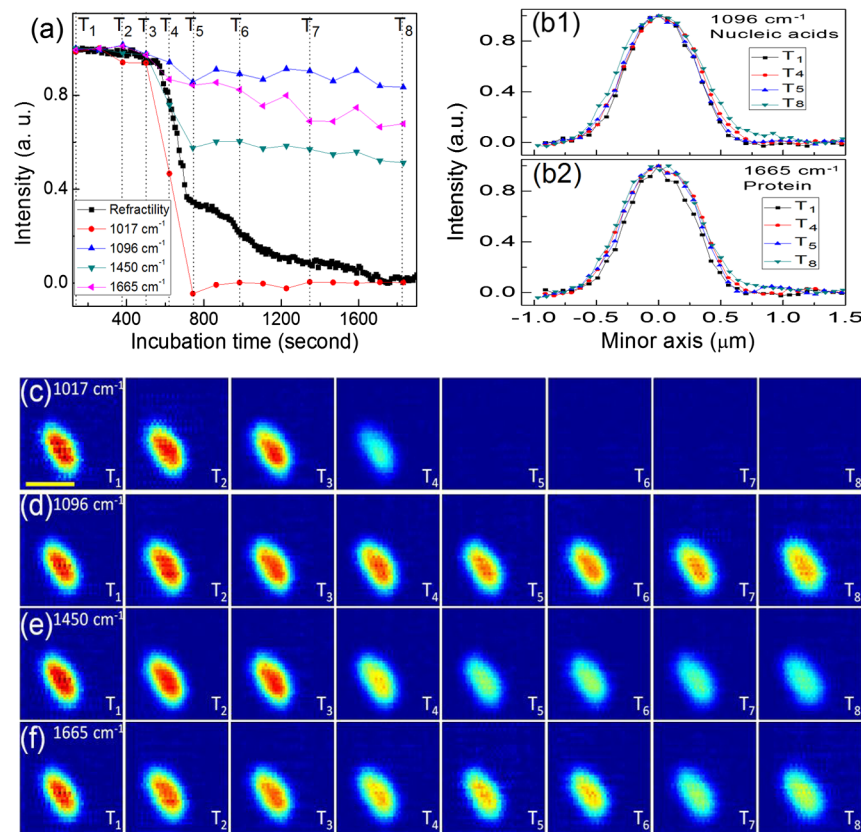 (a)
T1 T2 T3 T4 T5 T6 T7 T8
Intensity (a. u.)
0.8
0.4
0.0
Refractility
1017 cm-1
1096 cm-1
1450 cm-1
1665 cm-1
400 800 1200 1600
Incubation time (second)
(b1)
1096 cm-1
Nucleic acids
T1
T4
T5
T8
0.8
0.4
0.0
(b2)
1665 cm-1
Protein
T1
T4
T5
T8
0.8
0.4
0.0
Intensity (a.u.)
-1.0 -0.5 0.0 0.5 1.0 1.5
Minor axis (μm)
(c) 1017 cm-1
T1 T2 T3 T4 T5 T6 T7 T8
(d) 1096 cm-1
T1 T2 T3 T4 T5 T6 T7 T8
(e) 1450 cm-1
T1 T2 T3 T4 T5 T6 T7 T8
(f) 1665 cm-1
T1 T2 T3 T4 T5 T6 T7 T8